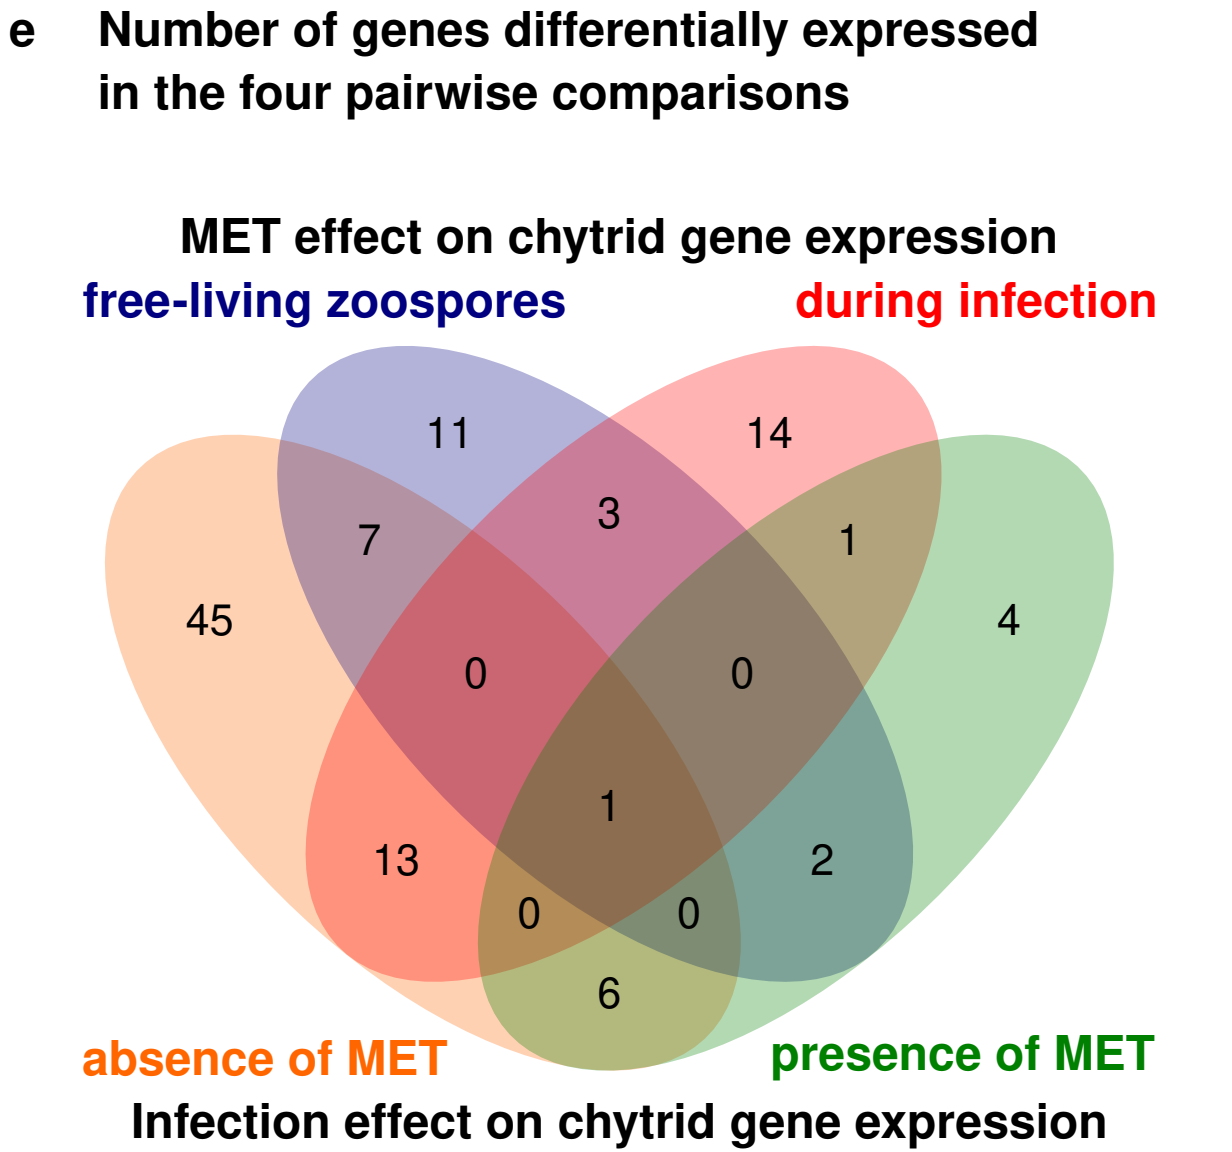 e Number of genes differentially expressed
in the four pairwise comparisons
MET effect on chytrid gene expression
free-living zoospores during infection
11 14
3
7 1
45 4
0 0
1
13 2
0 0
6
absence of MET presence of MET
Infection effect on chytrid gene expression